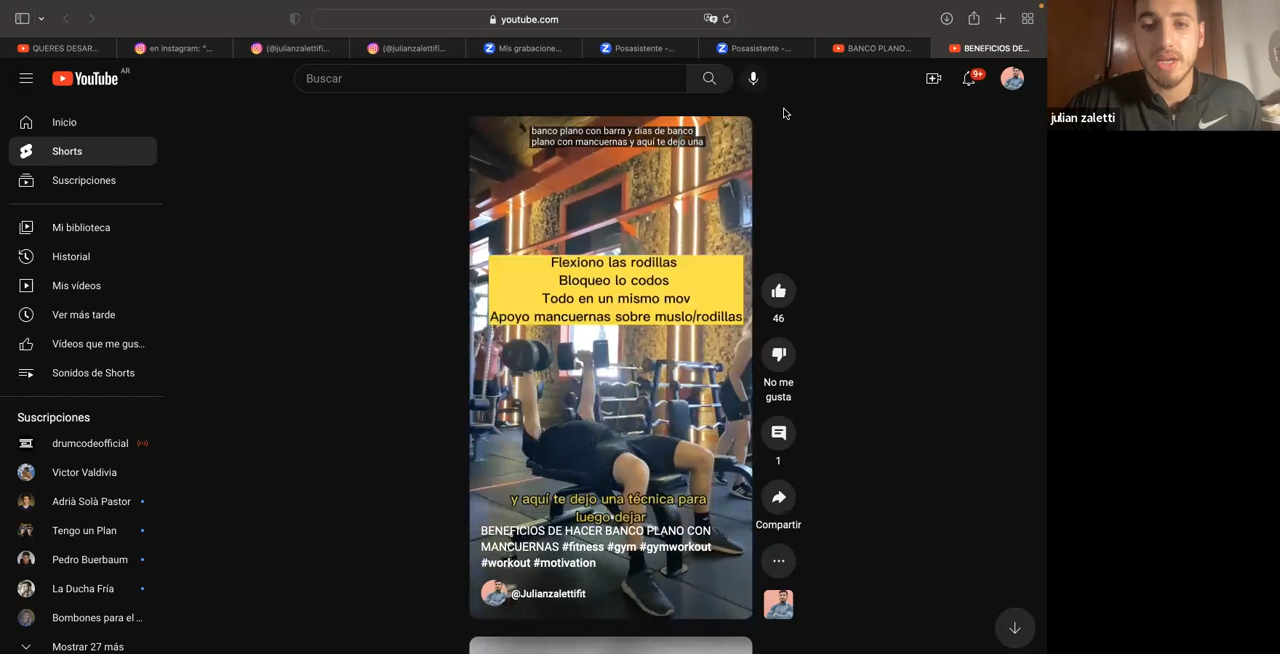 youtube.com
QUERES DESAR...
en Instagram: "...
(@julianzalettifi...
(@julianzalettifi...
Mis grabacione...
Posasistente -...
Posasistente -...
BANCO PLANO...
BENEFICIOS DE...
YouTube AR
Buscar
9+
julian zaletti
Inicio
Shorts
Suscripciones
Mi biblioteca
Historial
Mis vídeos
Ver más tarde
Vídeos que me gus...
Sonidos de Shorts
Suscripciones
drumcodeofficial
Victor Valdivia
Adrià Solà Pastor
Tengo un Plan
Pedro Buerbaum
La Ducha Fría
Bombones para el ...
Mostrar 27 más
banco plano con barra y días de banco
plano con mancuernas y aquí te dejo una
Flexiono las rodillas
Bloqueo lo codos
Todo en un mismo mov
Apoyo mancuernas sobre muslo/rodillas
y aquí te dejo una técnica para
luego dejar
BENEFICIOS DE HACER BANCO PLANO CON
MANCUERNAS #fitness #gym #gymworkout
#workout #motivation
@Julianzalettifit
46
No me
gusta
1
Compartir